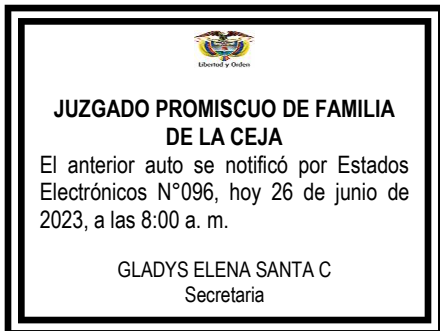 Libertad y Orden
JUZGADO PROMISCUO DE FAMILIA
DE LA CEJA
El anterior auto se notificó por Estados
Electrónicos N°096, hoy 26 de junio de
2023, a las 8:00 a. m.
GLADYS ELENA SANTA C
Secretaria